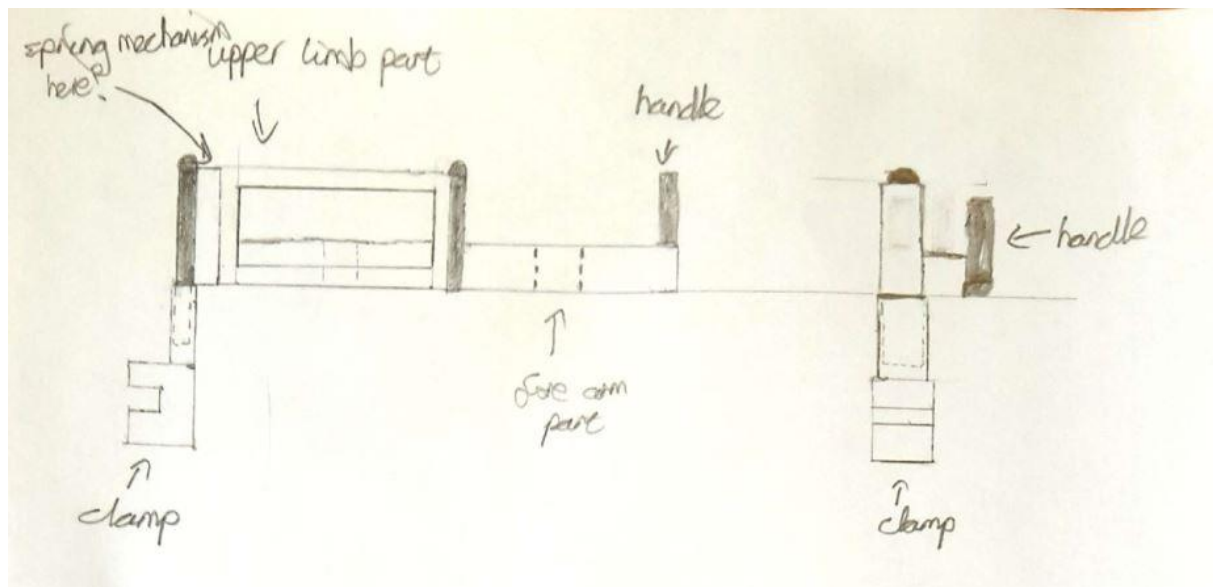 spring mechanism
here?
upper limb part
handle
handle
fore arm
part
clamp
clamp